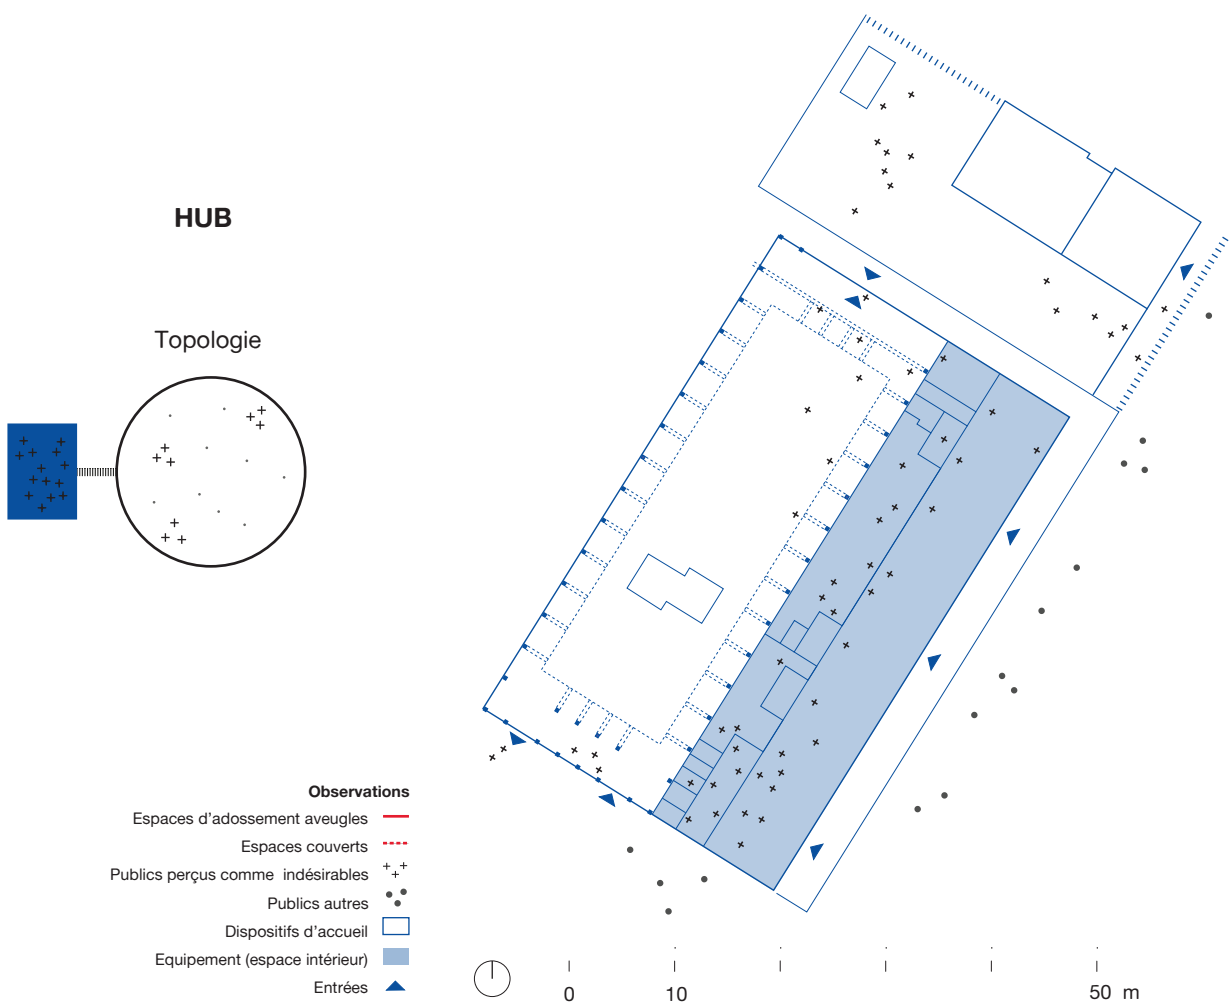 HUB
Topologie
Observations
Espaces d'adossement aveugles
Espaces couverts
Publics perçus comme indésirables
Publics autres
Dispositifs d'accueil
Equipement (espace intérieur)
Entrées
0 10 50 m